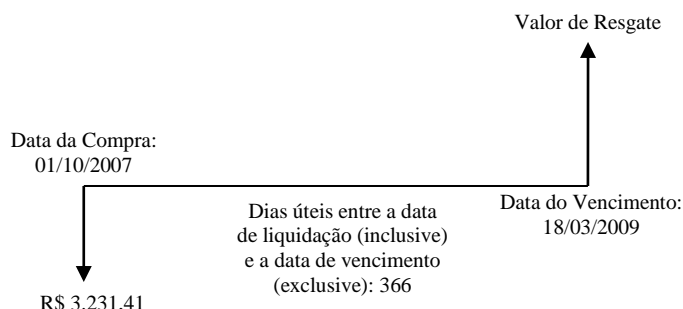 Valor de Resgate
Data da Compra:
01/10/2007
Dias úteis entre a data
de liquidação (inclusive)
e a data de vencimento
(exclusive): 366
Data do Vencimento:
18/03/2009
R$ 3.231,41